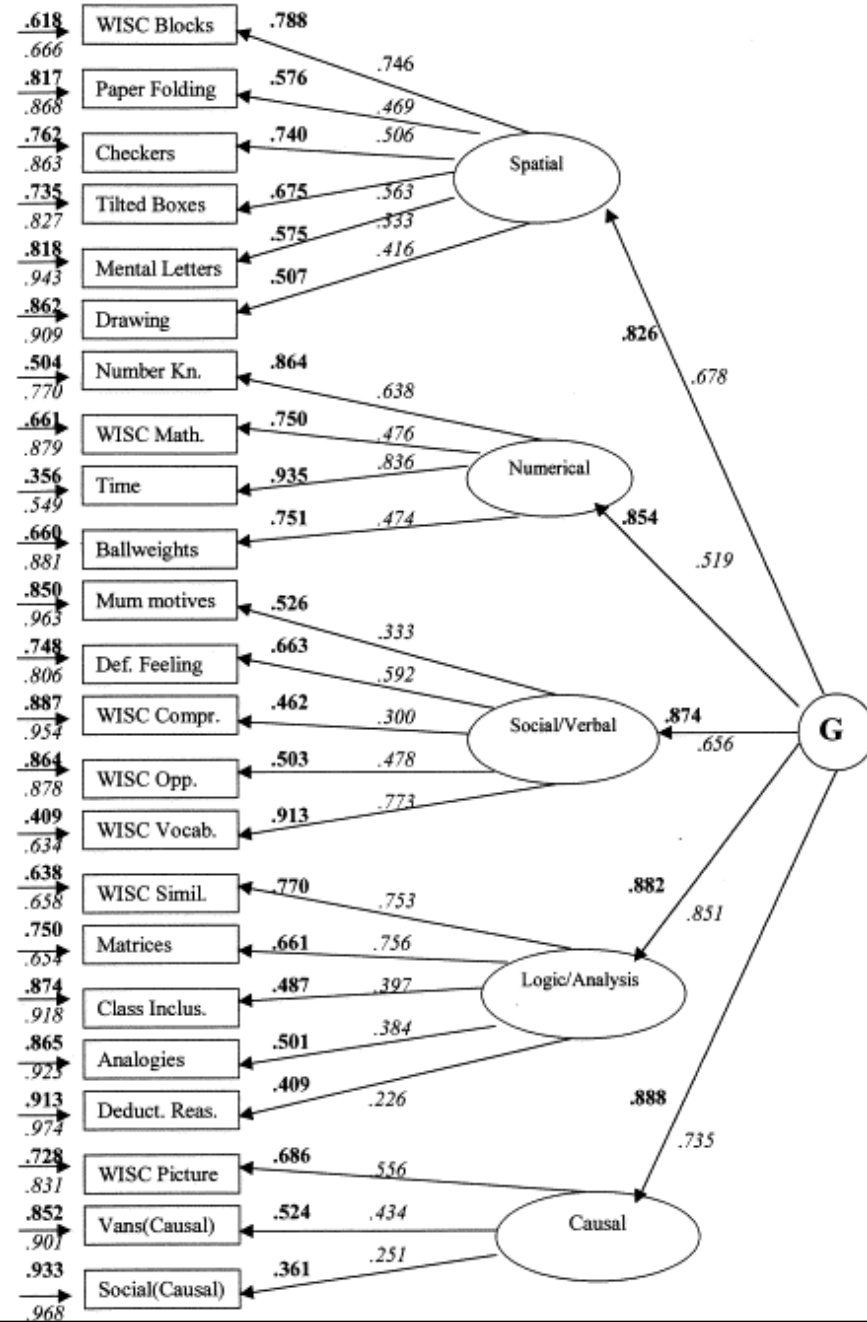 .618 WISC Blocks .788
.666 .746
.817 Paper Folding .576
.868 .469
.762 Checkers .740 .506
.863 Spatial
.735 Tilted Boxes .675 .563
.827 .333
.818 Mental Letters .575 .416
.943
.862 Drawing .507
.909 .826
.504 Number Kn. .864 .678
.770 .638
.661 WISC Math. .750 .476
.879 Numerical
.356 Time .935 .836
.549 .854
.660 Ballweights .751 .474
.881 .519
.850 Mum motives .526
.963 .333
.748 Def. Feeling .663
.806 .592
.887 WISC Compr. .462 .300 Social/Verbal .874 G
.954 .656
.864 WISC Opp. .503 .478
.878
.409 WISC Vocab. .913 .773
.634
.638 WISC Simil. .770 .882
.658 .753 .851
.750 Matrices .661 .756
.654
.874 Class Inclus. .487 .397 Logic/Analysis
.918
.865 Analogies .501 .384
.923
.913 Deduct. Reas. .409 .226 .888
.974 .735
.728 WISC Picture .686
.831 .556
.852 Vans(Causal) .524 .434 Causal
.901
.933 Social(Causal) .361 .251
.968